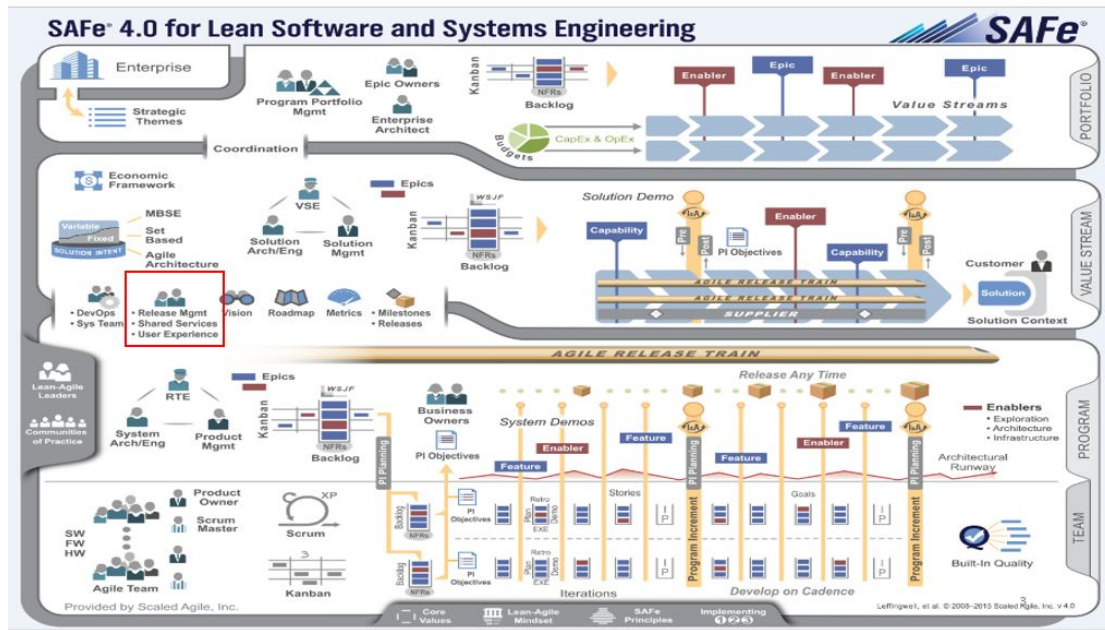 SAFe® 4.0 for Lean Software and Systems Engineering
SAFe®
Enterprise
Strategic
Themes
Program Portfolio
Mgmt
Epic Owners
Enterprise
Architect
Kanban
NFRs
Backlog
Enabler
Epic
Enabler
Epic
Value Streams
Budgets
CapEx & OpEx
PORTFOLIO
Coordination
Economic
Framework
Variable
Fixed
SOLUTION INTENT
MBSE
Set
Based
Agile
Architecture
VSE
Solution
Arch/Eng
Solution
Mgmt
Epics
Kanban
WSJF
NFRs
Backlog
Solution Demo
Capability
Pre
I&A
Post
PI Objectives
Enabler
Capability
Pre
I&A
Post
AGILE RELEASE TRAIN
AGILE RELEASE TRAIN
SUPPLIER
Customer
Solution
Solution Context
VALUE STREAM
• DevOps
• Sys Team
• Release Mgmt
• Shared Services
• User Experience
Vision
Roadmap
Metrics
• Milestones
• Releases
AGILE RELEASE TRAIN
Lean-Agile
Leaders
Communities
of Practice
RTE
System
Arch/Eng
Product
Mgmt
Epics
Kanban
WSJF
NFRs
Backlog
PI Planning
Business
Owners
PI Objectives
Release Any Time
System Demos
Feature
Enabler
Feature
I&A
PI Planning
Feature
Enabler
Feature
I&A
PI Planning
Enablers
• Exploration
• Architecture
• Infrastructure
Architectural
Runway
PROGRAM
SW
FW
HW
Agile Team
Product
Owner
Scrum
Master
XP
Scrum
3
Kanban
Backlog
NFRs
PI
Objectives
Plan
Retro
EXE
Demo
Stories
I P
Program Increment
Goals
I P
Program Increment
Backlog
NFRs
PI
Objectives
Plan
Retro
EXE
Demo
I P
I P
Iterations
Develop on Cadence
Built-In Quality
TEAM
Provided by Scaled Agile, Inc.
Core
Values
Lean-Agile
Mindset
SAFe
Principles
Implementing
1 2 3
3
Leffingwell, et al. © 2008–2015 Scaled Agile, Inc. v 4.0